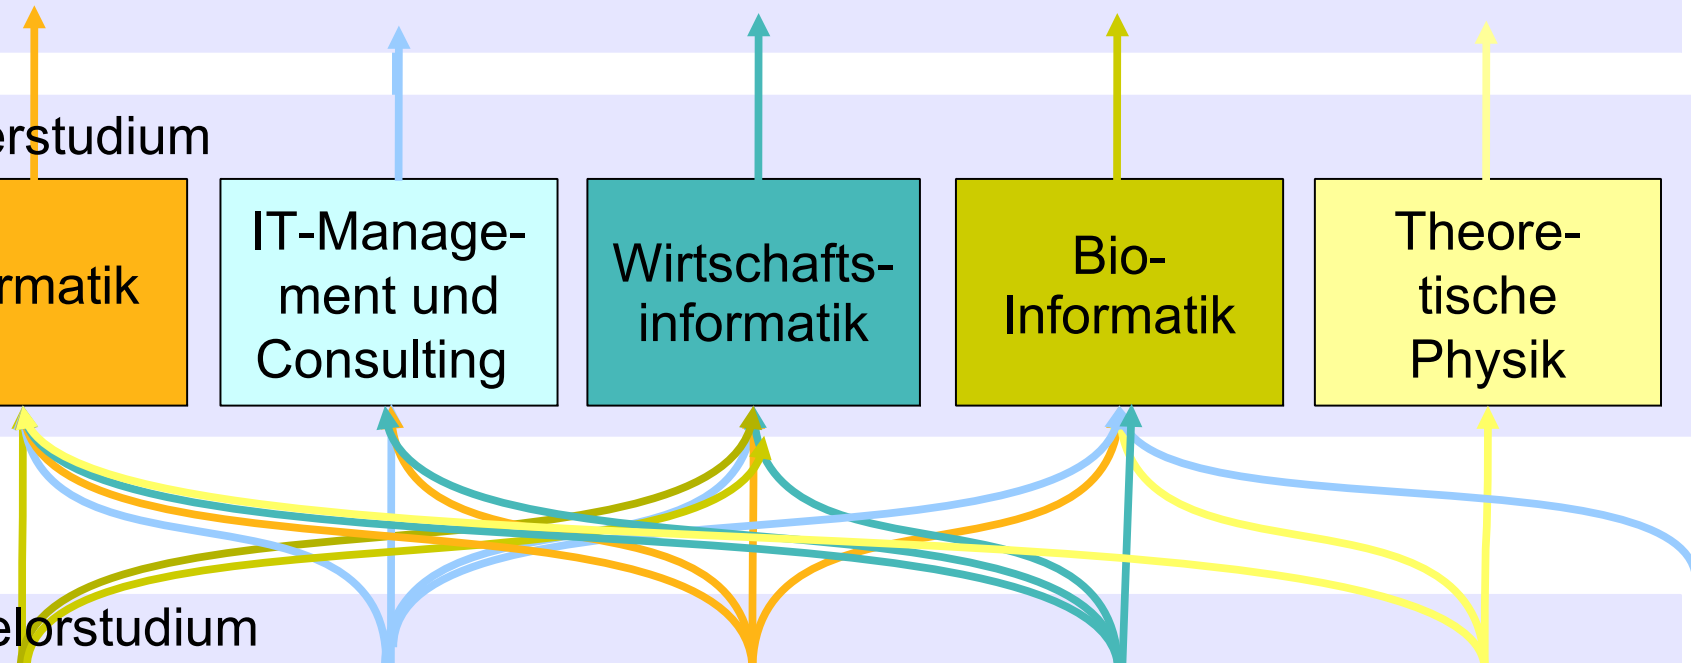 erstudium
rmatik
IT-Manage-
ment und
Consulting
Wirtschafts-
informatik
Bio-
Informatik
Theore-
tische
Physik
elorstudium